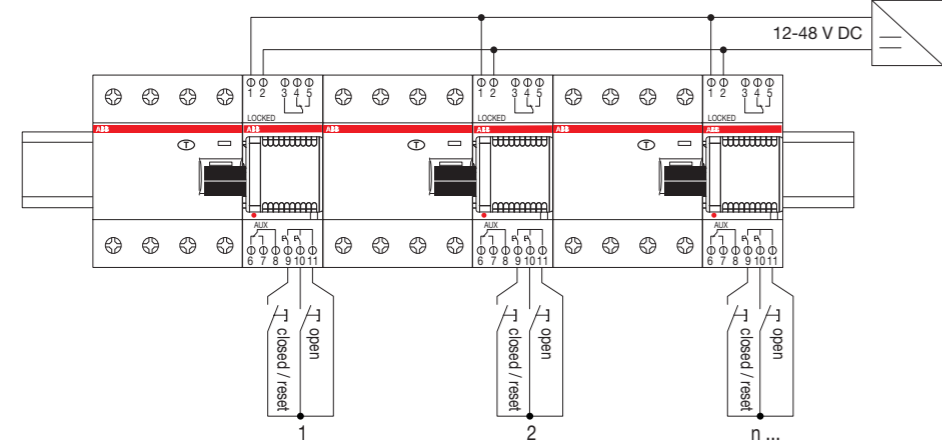 12-48 V DC
1 2 3 4 5
1 2 3 4 5
1 2 3 4 5
LOCKED
LOCKED
LOCKED
ABB ABB ABB ABB ABB ABB
T
T
T
AUX
AUX
AUX
6 7 8 9 10 11
6 7 8 9 10 11
6 7 8 9 10 11
closed / reset
open
closed / reset
open
closed / reset
open
1
2
n ...